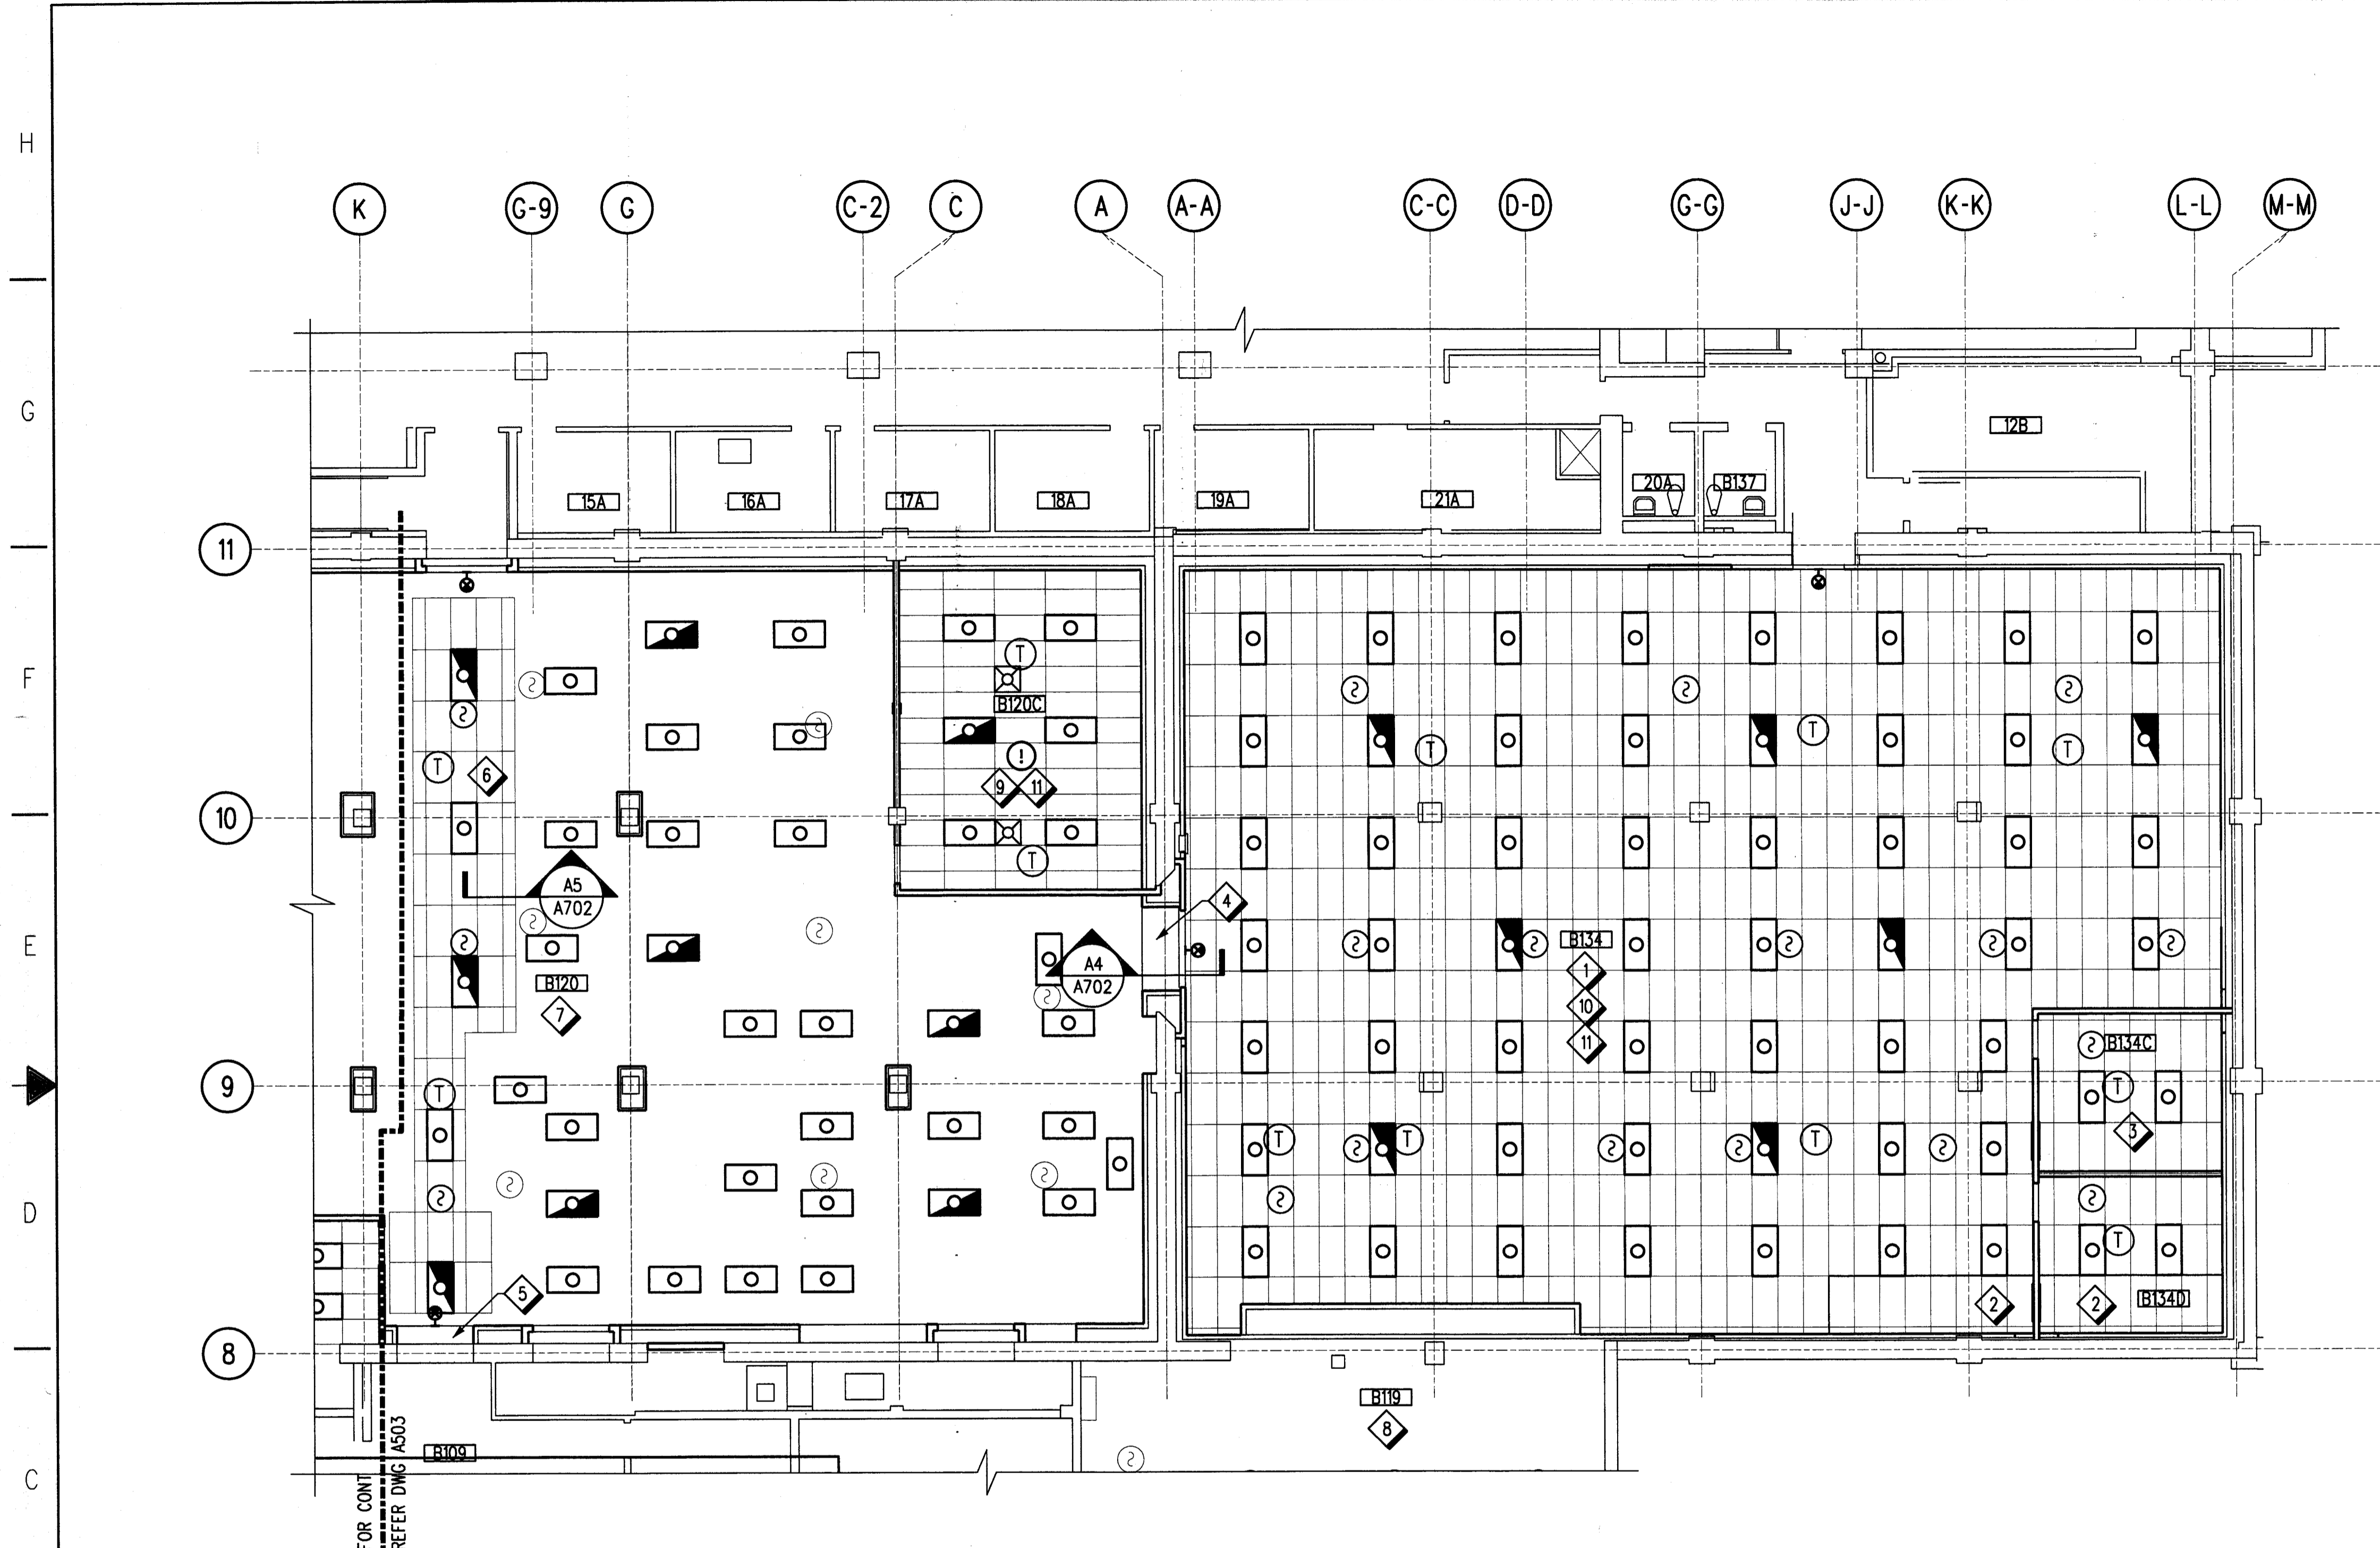 H
K
G-9
G
C-2
C
A
A-A
C-C
D-D
G-G
J-J
K-K
L-L
M-M
G
12B
15A
16A
17A
18A
19A
21A
20A
B137
11
F
T
B120C
T
T
T
T
6
!
9
11
10
T
A5
A702
4
E
B134
A4
A702
1
B120
10
7
11
B134C
9
T
T
3
T
T
T
D
T
5
2
2
B134D
8
B119
8
B109
C
FOR CONT
REFER DWG A503